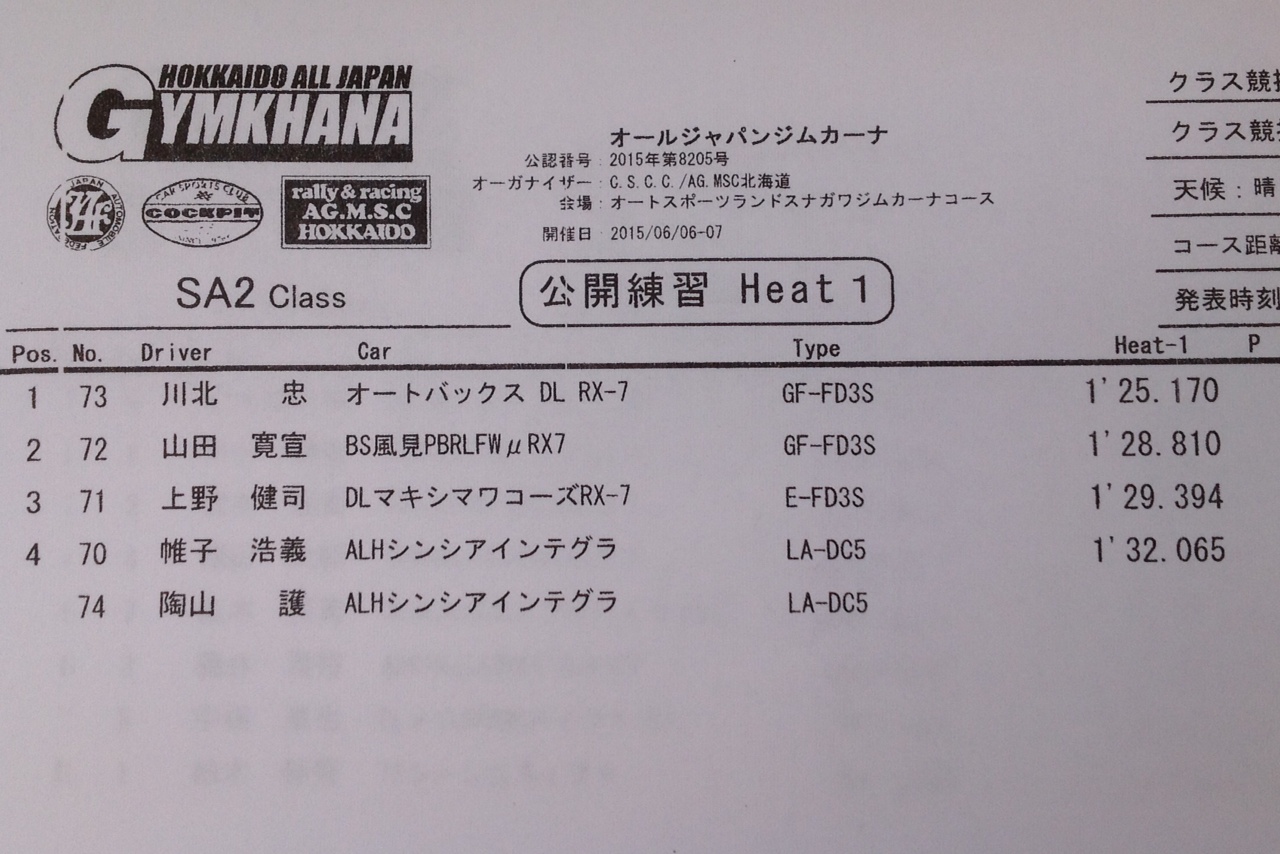 HOKKAIDO ALL JAPAN
GYMKHANA
JAPAN AUTOMOBILE FEDERATION
CAR SPORTS CLUB
COCKPIT
rally & racing
AG.M.S.C
HOKKAIDO
オールジャパンジムカーナ
公認番号：2015年第8205号
オーガナイザー：C.S.C.C./AG.MSC北海道
会場：オートスポーツランドスナガワジムカーナコース
開催日：2015/06/06-07
クラス競技
クラス競技
天候：晴
コース距離
発表時刻
SA2 Class
公開練習 Heat 1
Pos. No. Driver Car Type Heat-1 P
1 73 川北 忠 オートバックス DL RX-7 GF-FD3S 1'25.170
2 72 山田 寛宣 BS風見PBRLFWμRX7 GF-FD3S 1'28.810
3 71 上野 健司 DLマキシマワコーズRX-7 E-FD3S 1'29.394
4 70 帷子 浩義 ALHシンシアインテグラ LA-DC5 1'32.065
74 陶山 護 ALHシンシアインテグラ LA-DC5